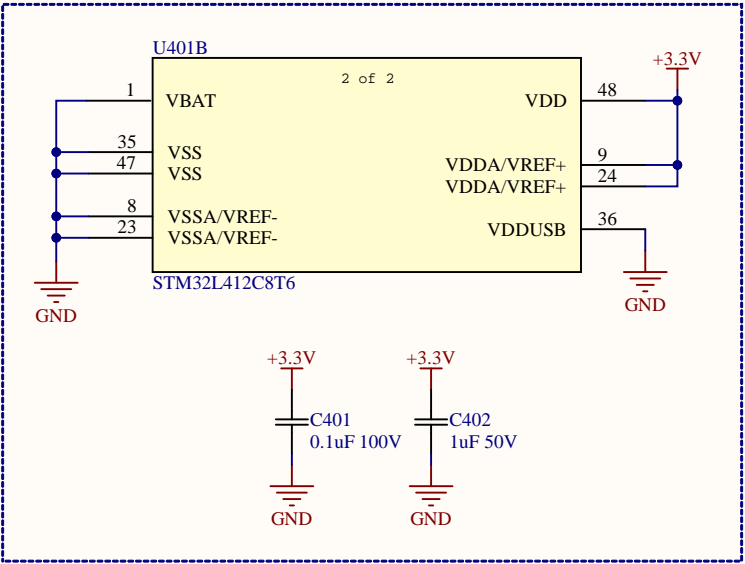 U401B
2 of 2
+3.3V
1 VBAT
VDD 48
35 VSS
47 VSS
VDDA/VREF+ 9
VDDA/VREF+ 24
8 VSSA/VREF-
23 VSSA/VREF-
VDDUSB 36
STM32L412C8T6
GND
GND
+3.3V
+3.3V
C401
0.1uF 100V
C402
1uF 50V
GND
GND